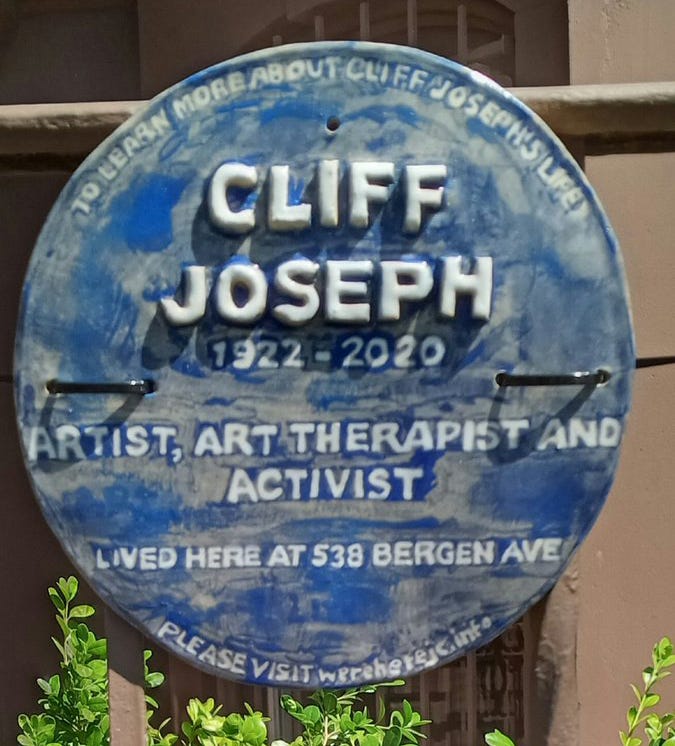 TO LEARN MORE ABOUT CLIFF JOSEPH'S LIFE!
CLIFF
JOSEPH
1922 - 2020
ARTIST, ART THERAPIST AND
ACTIVIST
LIVED HERE AT 538 BERGEN AVE
PLEASE VISIT wereherejc.info